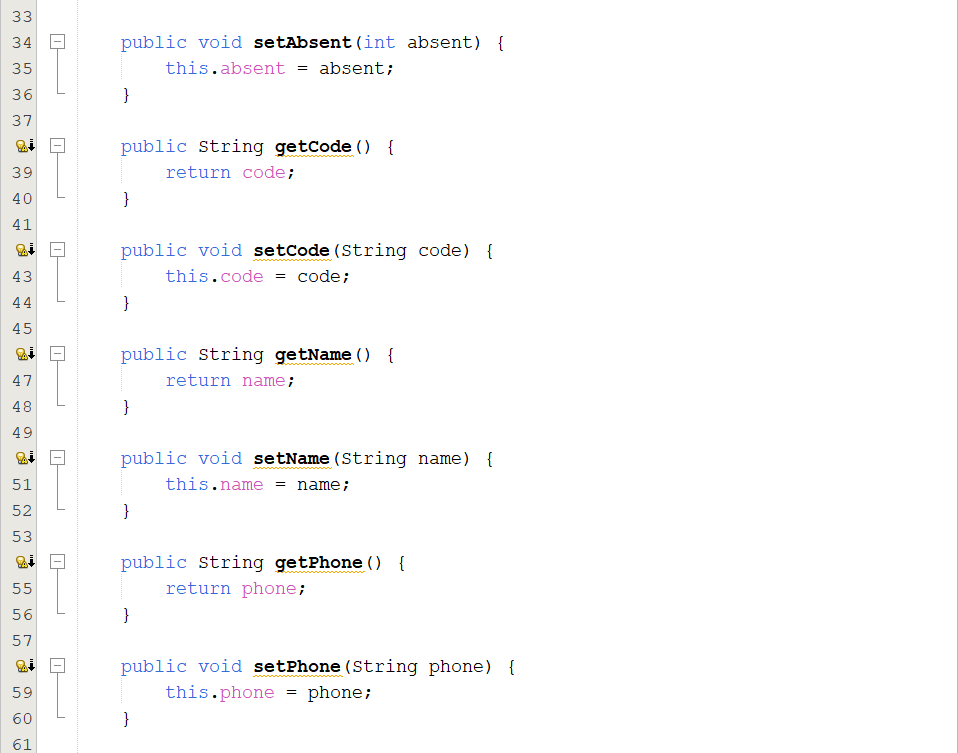 33
34 public void setAbsent(int absent) {
35 this.absent = absent;
36 }
37
public String getCode() {
39 return code;
40 }
41
public void setCode(String code) {
43 this.code = code;
44 }
45
public String getName() {
47 return name;
48 }
49
public void setName(String name) {
51 this.name = name;
52 }
53
public String getPhone() {
55 return phone;
56 }
57
public void setPhone(String phone) {
59 this.phone = phone;
60 }
61